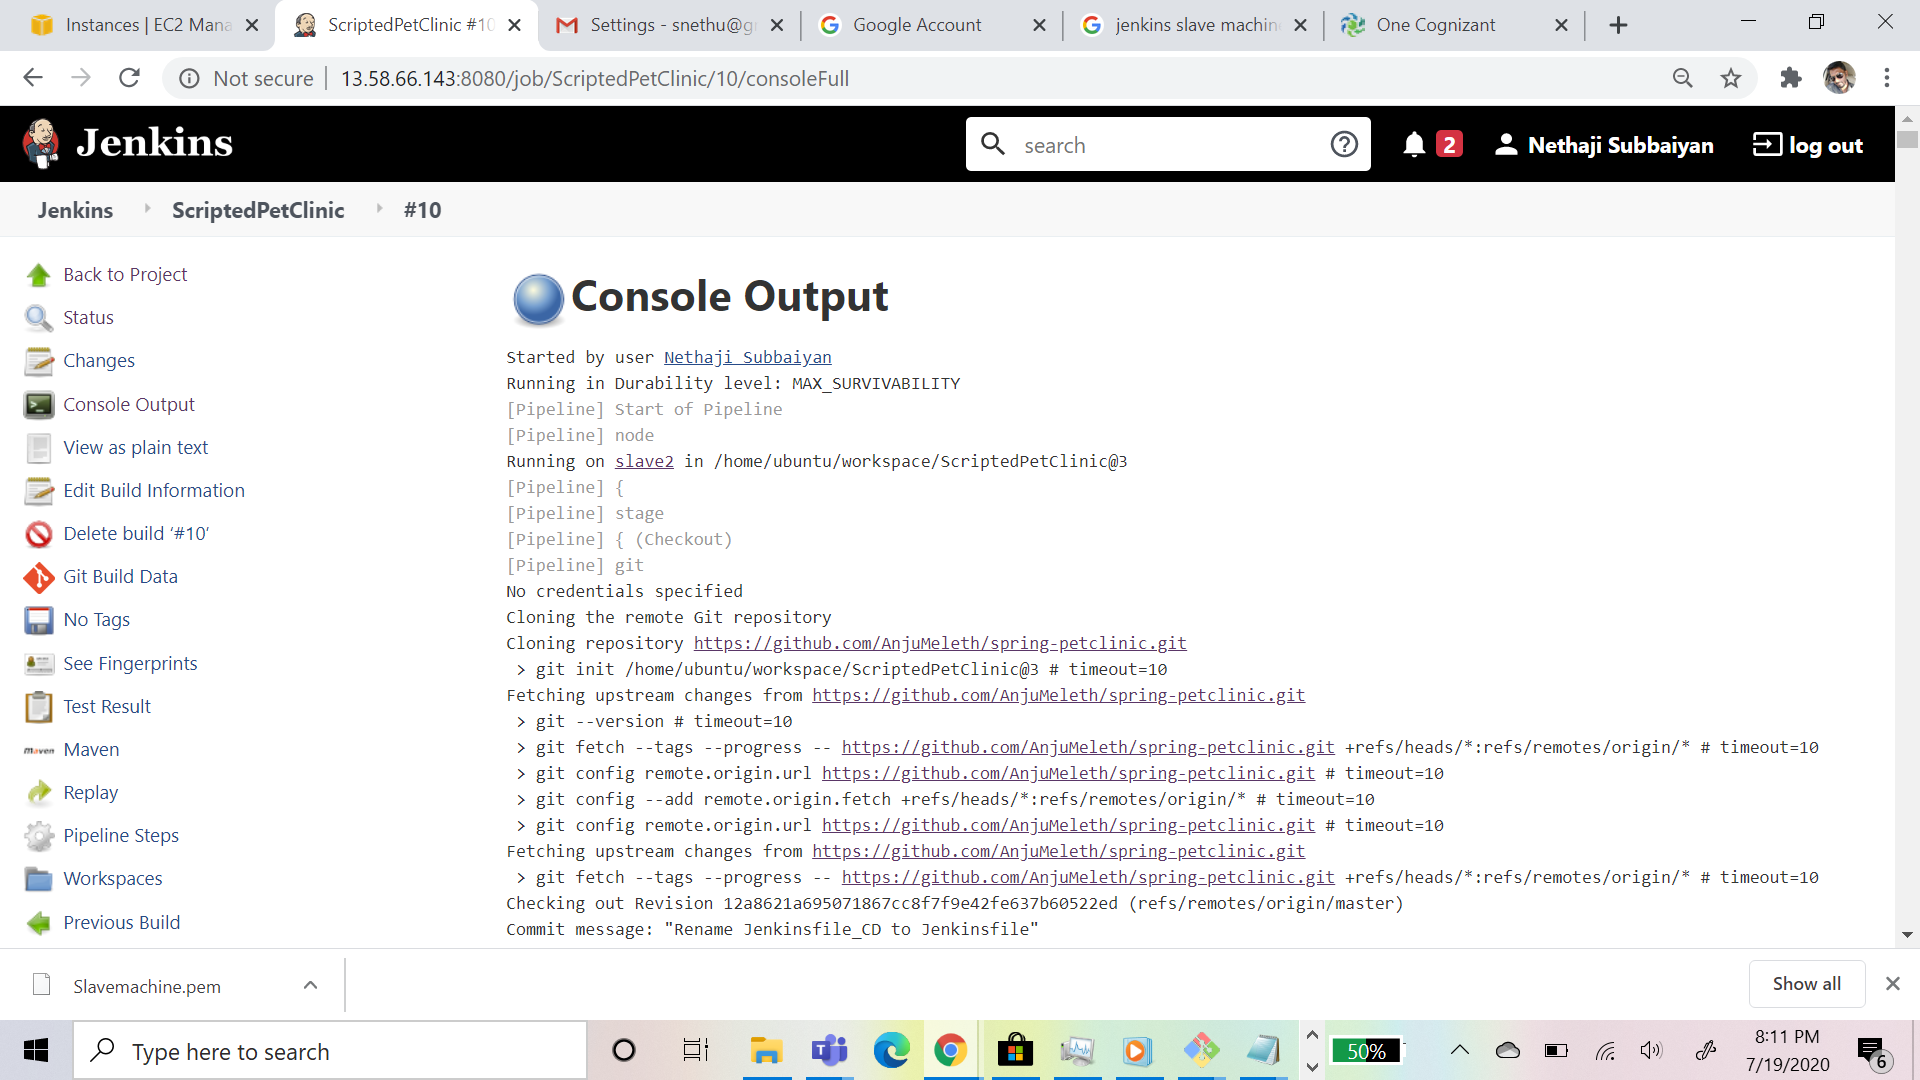 Instances | EC2 Mana
ScriptedPetClinic #10
Settings - snethu@g
Google Account
jenkins slave machin
One Cognizant
Not secure
13.58.66.143:8080/job/ScriptedPetClinic/10/consoleFull
Jenkins
search
2
Nethaji Subbaiyan
log out
Jenkins
ScriptedPetClinic
#10
Back to Project
Status
Changes
Console Output
View as plain text
Edit Build Information
Delete build ‘#10’
Git Build Data
No Tags
See Fingerprints
Test Result
maven Maven
Replay
Pipeline Steps
Workspaces
Previous Build
Console Output
Started by user Nethaji Subbaiyan
Running in Durability level: MAX_SURVIVABILITY
[Pipeline] Start of Pipeline
[Pipeline] node
Running on slave2 in /home/ubuntu/workspace/ScriptedPetClinic@3
[Pipeline] {
[Pipeline] stage
[Pipeline] { (Checkout)
[Pipeline] git
No credentials specified
Cloning the remote Git repository
Cloning repository https://github.com/AnjuMeleth/spring-petclinic.git
> git init /home/ubuntu/workspace/ScriptedPetClinic@3 # timeout=10
Fetching upstream changes from https://github.com/AnjuMeleth/spring-petclinic.git
> git --version # timeout=10
> git fetch --tags --progress -- https://github.com/AnjuMeleth/spring-petclinic.git +refs/heads/*:refs/remotes/origin/* # timeout=10
> git config remote.origin.url https://github.com/AnjuMeleth/spring-petclinic.git # timeout=10
> git config --add remote.origin.fetch +refs/heads/*:refs/remotes/origin/* # timeout=10
> git config remote.origin.url https://github.com/AnjuMeleth/spring-petclinic.git # timeout=10
Fetching upstream changes from https://github.com/AnjuMeleth/spring-petclinic.git
> git fetch --tags --progress -- https://github.com/AnjuMeleth/spring-petclinic.git +refs/heads/*:refs/remotes/origin/* # timeout=10
Checking out Revision 12a8621a695071867cc8f7f9e42fe637b60522ed (refs/remotes/origin/master)
Commit message: "Rename Jenkinsfile_CD to Jenkinsfile"
Slavemachine.pem
Show all
Type here to search
50%
8:11 PM
7/19/2020
6